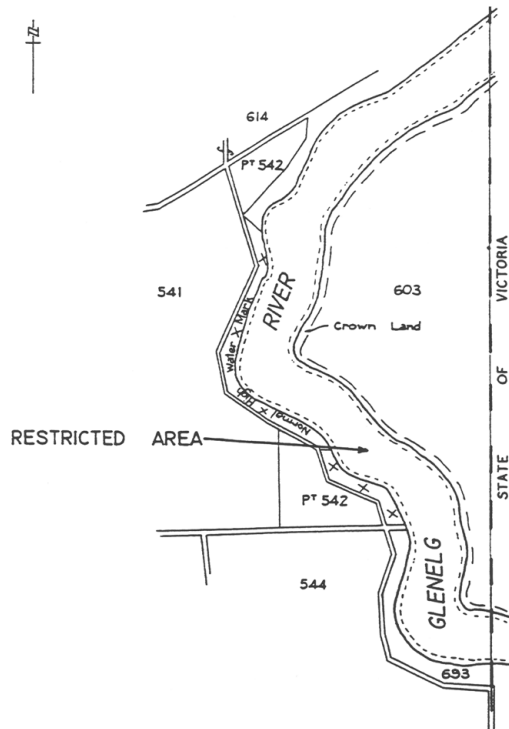 N
614
PT 542
541
603
VICTORIA
OF
STATE
RIVER
Crown Land
Normal High Water Mark
RESTRICTED AREA
PT 542
544
GLENELG
693